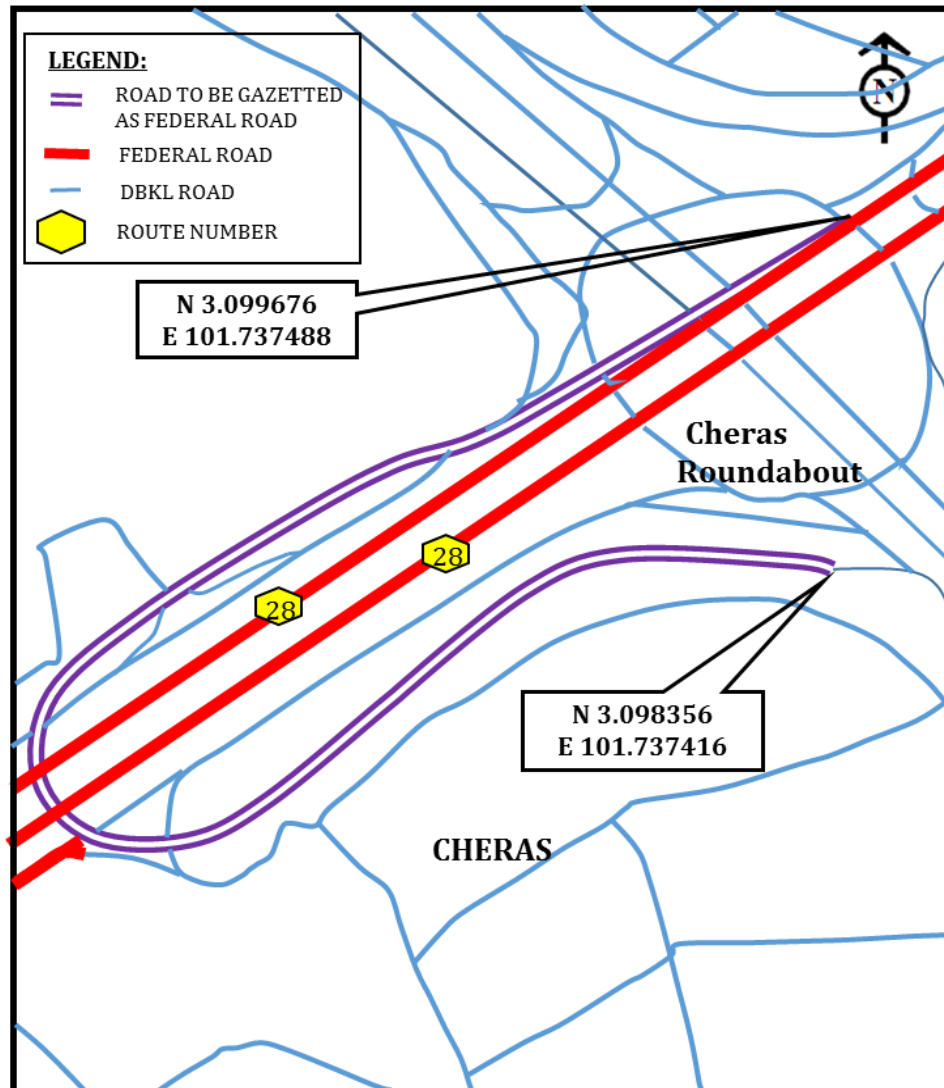 LEGEND:
ROAD TO BE GAZETTED
AS FEDERAL ROAD
FEDERAL ROAD
DBKL ROAD
ROUTE NUMBER
N
N 3.099676
E 101.737488
Cheras
Roundabout
28
28
N 3.098356
E 101.737416
CHERAS